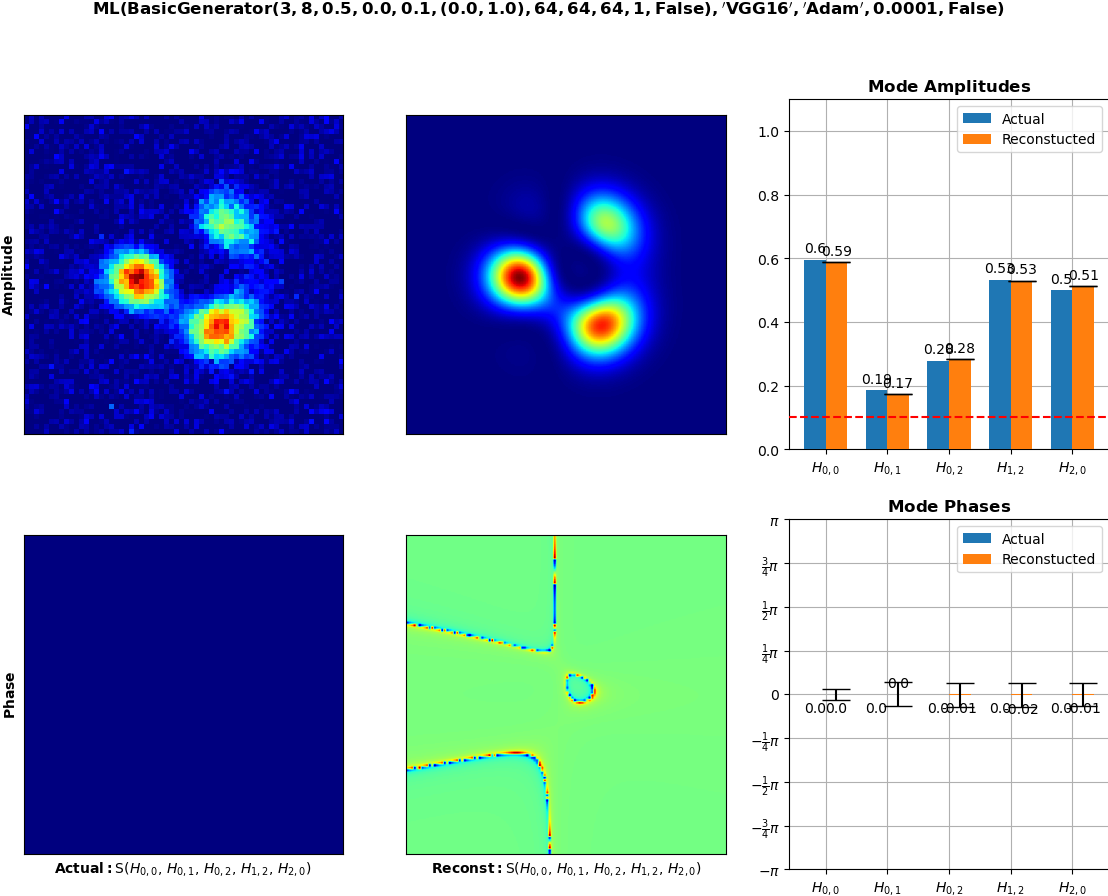 ML(BasicGenerator(3, 8, 0.5, 0.0, 0.1, (0.0, 1.0), 64, 64, 64, 1, False), ′VGG16′, ′Adam′, 0.0001, False)
Amplitude
Mode Amplitudes
Actual
Reconstucted
1.0
0.8
0.6
0.4
0.2
0.0
0.6
0.59
0.19
0.17
0.28
0.28
0.53
0.53
0.5
0.51
H0, 0
H0, 1
H0, 2
H1, 2
H2, 0
Phase
Actual: S(H0, 0, H0, 1, H0, 2, H1, 2, H2, 0)
Reconst: S(H0, 0, H0, 1, H0, 2, H1, 2, H2, 0)
Mode Phases
Actual
Reconstucted
π
3/4π
1/2π
1/4π
0
−1/4π
−1/2π
−3/4π
−π
0.0
0.0
0.0
0.0
H0, 0
H0, 1
H0, 2
H1, 2
H2, 0